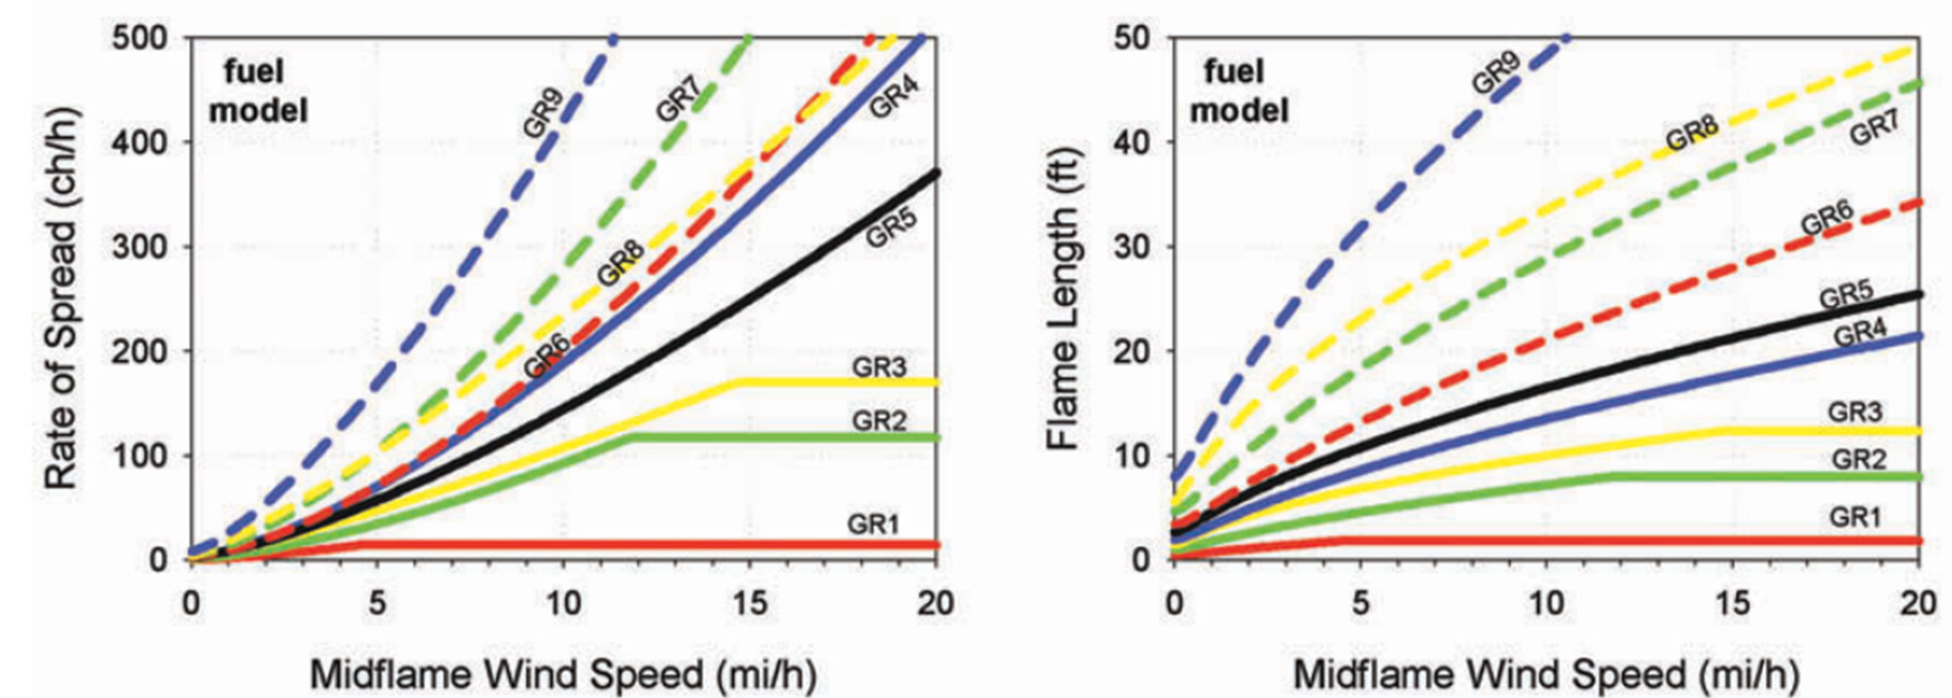 500
400
300
200
100
0
Rate of Spread (ch/h)
fuel
model
GR9
GR7
GR4
GR8
GR5
GR6
GR3
GR2
GR1
0 5 10 15 20
Midflame Wind Speed (mi/h)
50
40
30
20
10
0
Flame Length (ft)
fuel
model
GR9
GR8
GR7
GR6
GR5
GR4
GR3
GR2
GR1
0 5 10 15 20
Midflame Wind Speed (mi/h)